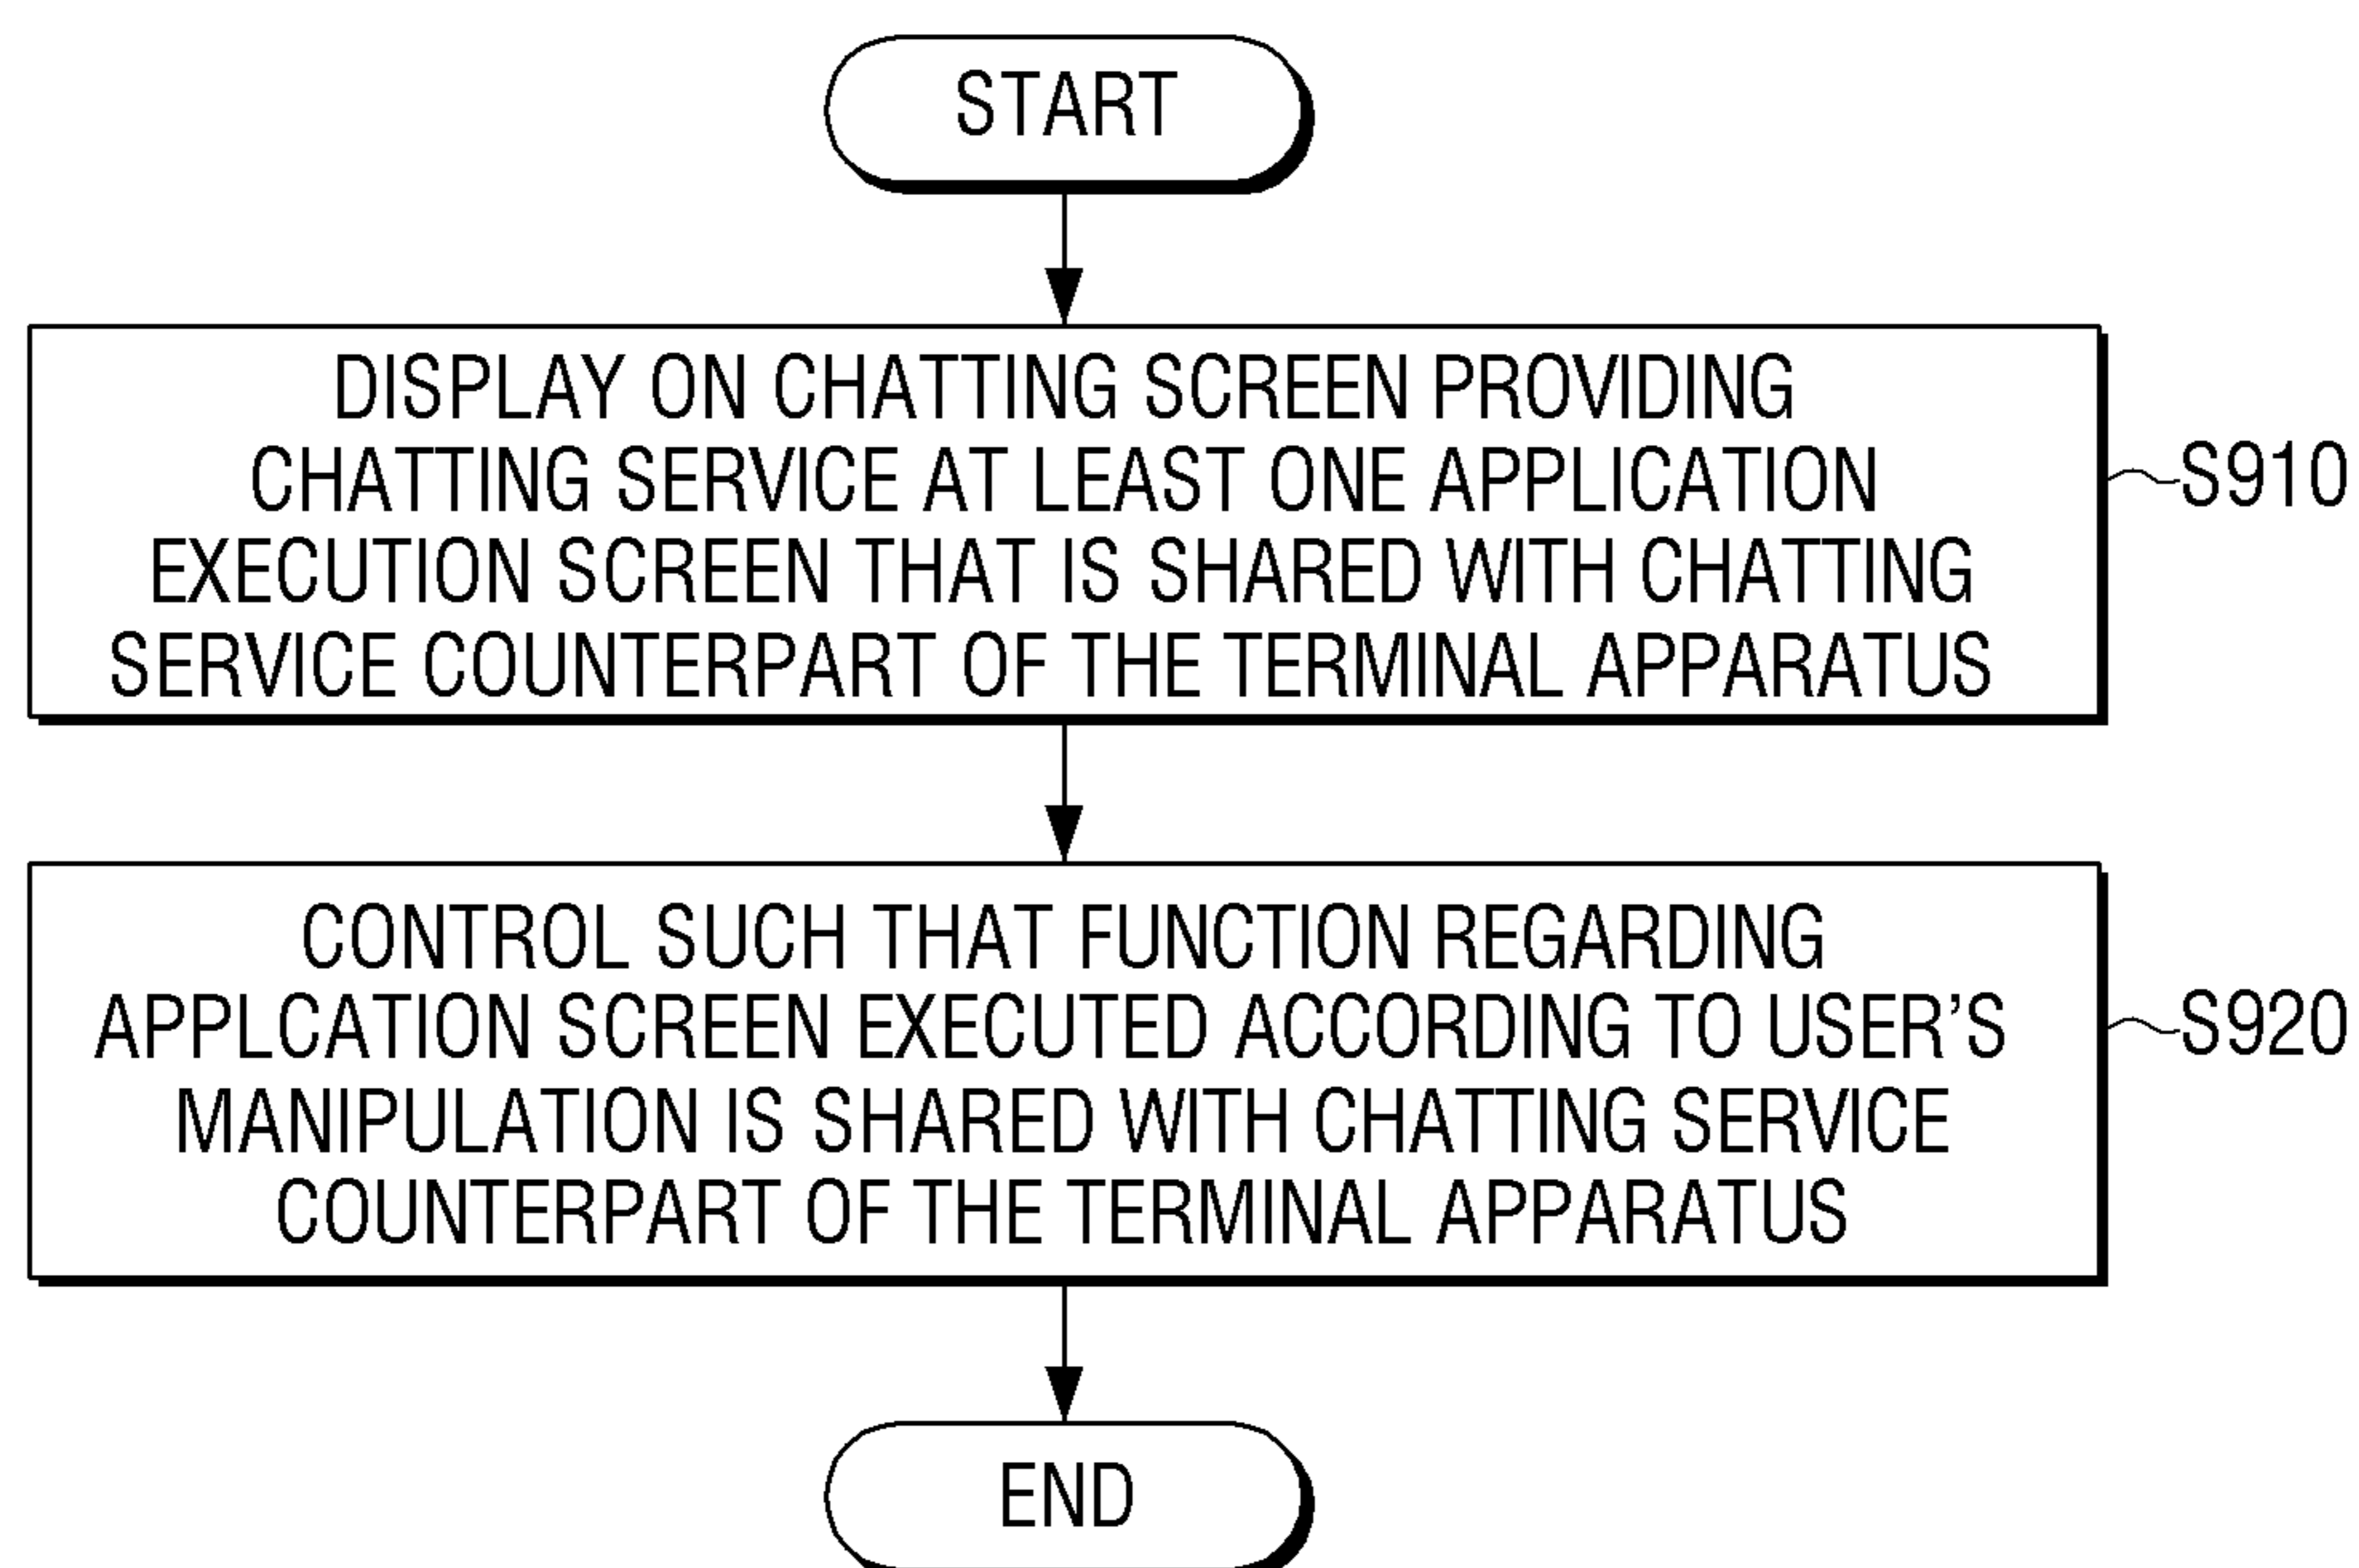 START
DISPLAY ON CHATTING SCREEN PROVIDING
CHATTING SERVICE AT LEAST ONE APPLICATION
EXECUTION SCREEN THAT IS SHARED WITH CHATTING
SERVICE COUNTERPART OF THE TERMINAL APPARATUS
S910
CONTROL SUCH THAT FUNCTION REGARDING
APPLCATION SCREEN EXECUTED ACCORDING TO USER'S
MANIPULATION IS SHARED WITH CHATTING SERVICE
COUNTERPART OF THE TERMINAL APPARATUS
S920
END